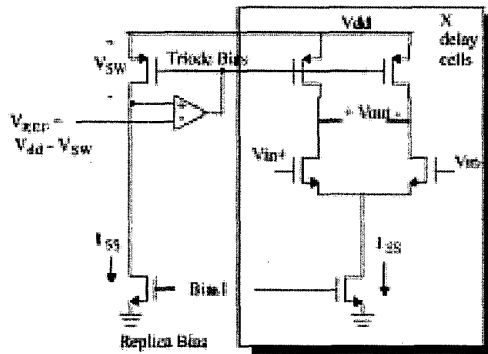 Vdd
X
delay
cells
+
VSW
-
Triode Bias
VREF =
Vdd - VSW
+ Vout -
Vin+
Vin-
ISS
ISS
Bias1
Replica Bias